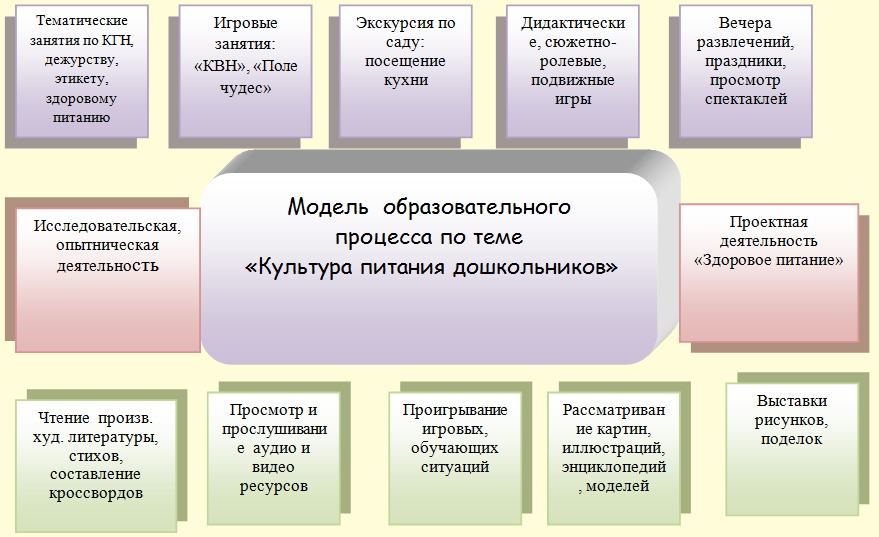 Тематические
занятия по КГН,
дежурству,
этикету,
здоровому
питанию
Игровые
занятия:
«КВН», «Поле
чудес»
Экскурсия по
саду:
посещение
кухни
Дидактически
е, сюжетно-
ролевые,
подвижные
игры
Вечера
развлечений,
праздники,
просмотр
спектаклей
Исследовательская,
опытническая
деятельность
Модель образовательного
процесса по теме
«Культура питания дошкольников»
Проектная
деятельность
«Здоровое питание»
Чтение произв.
худ. литературы,
стихов,
составление
кроссвордов
Просмотр и
прослушивани
е аудио и
видео
ресурсов
Проигрывание
игровых,
обучающих
ситуаций
Рассматриван
ие картин,
иллюстраций,
энциклопедий
, моделей
Выставки
рисунков,
поделок